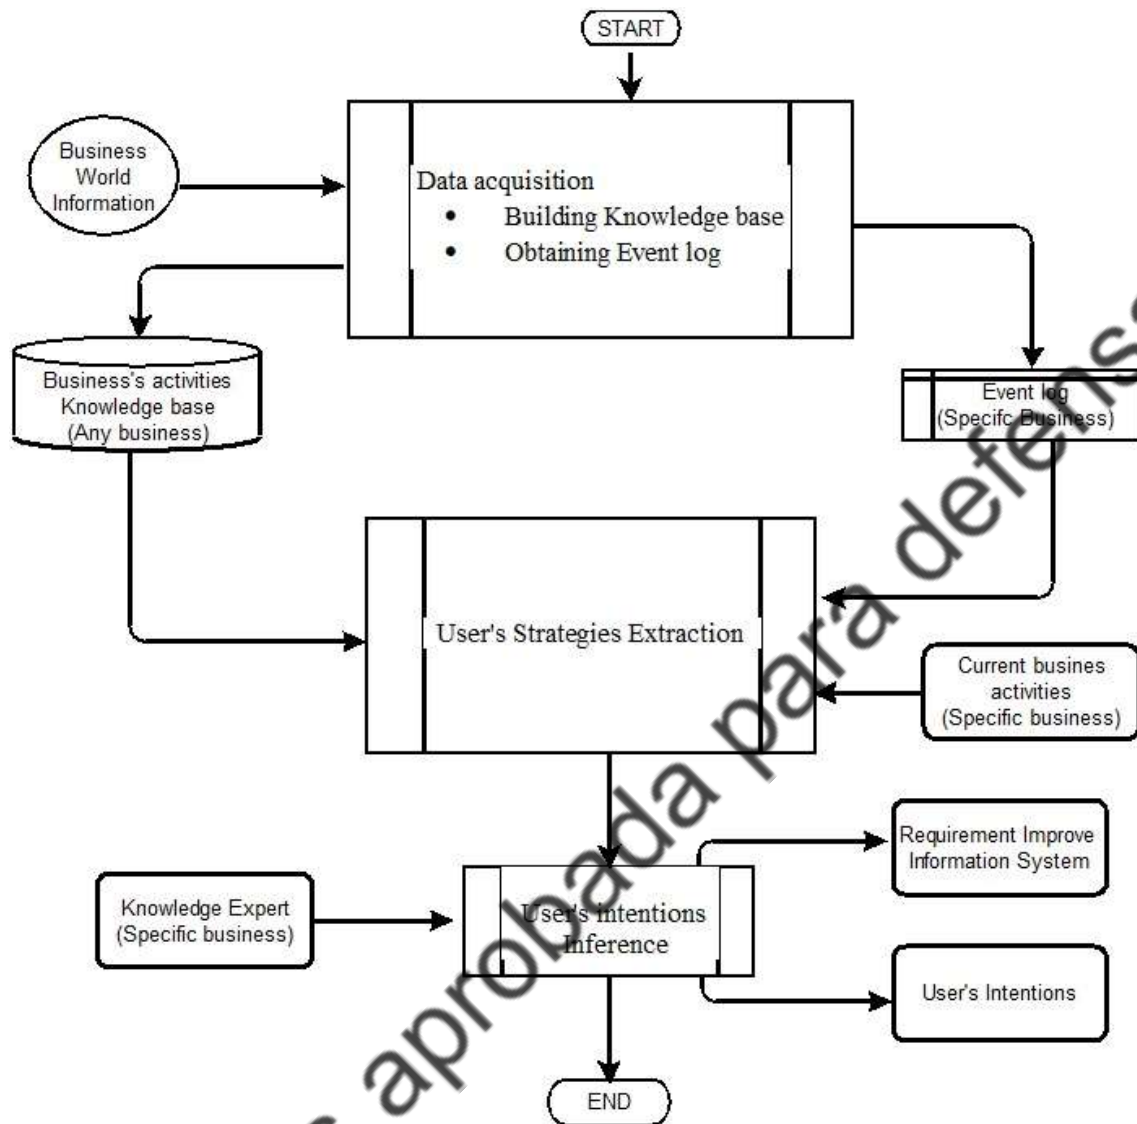 START
Business
World
Information
Data acquisition
• Building Knowledge base
• Obtaining Event log
Business's activities
Knowledge base
(Any business)
Event log
(Specifc Business)
User's Strategies Extraction
Current busines
activities
(Specific business)
Requirement Improve
Information System
Knowledge Expert
(Specific business)
User's intentions
Inference
User's Intentions
END
aprobada para defensa